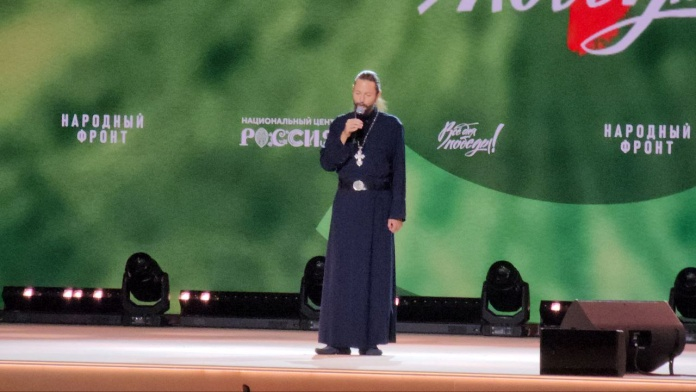 НАРОДНЫЙ
ФРОНТ
НАЦИОНАЛЬНЫЙ ЦЕНТР
РОССИЯ
Всё для
победы!
НАРОДНЫЙ
ФРОНТ